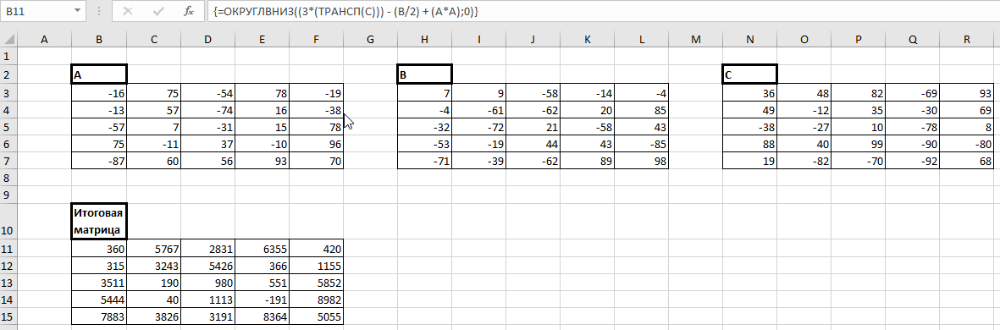 B11 fx {=ОКРУГЛВНИЗ((3*(ТРАНСП(C))) - (B/2) + (A*A);0)}
A B C D E F G H I J K L M N O P Q R
1
2 A B C
3 -16 75 -54 78 -19 7 9 -58 -14 -4 36 48 82 -69 93
4 -13 57 -74 16 -38 -4 -61 -62 20 85 49 -12 35 -30 69
5 -57 7 -31 15 78 -32 -72 21 -58 43 -38 -27 10 -78 8
6 75 -11 37 -10 96 -53 -19 44 43 -85 88 40 99 -90 -80
7 -87 60 56 93 70 -71 -39 -62 89 98 19 -82 -70 -92 68
8
9
Итоговая
10 матрица
11 360 5767 2831 6355 420
12 315 3243 5426 366 1155
13 3511 190 980 551 5852
14 5444 40 1113 -191 8982
15 7883 3826 3191 8364 5055